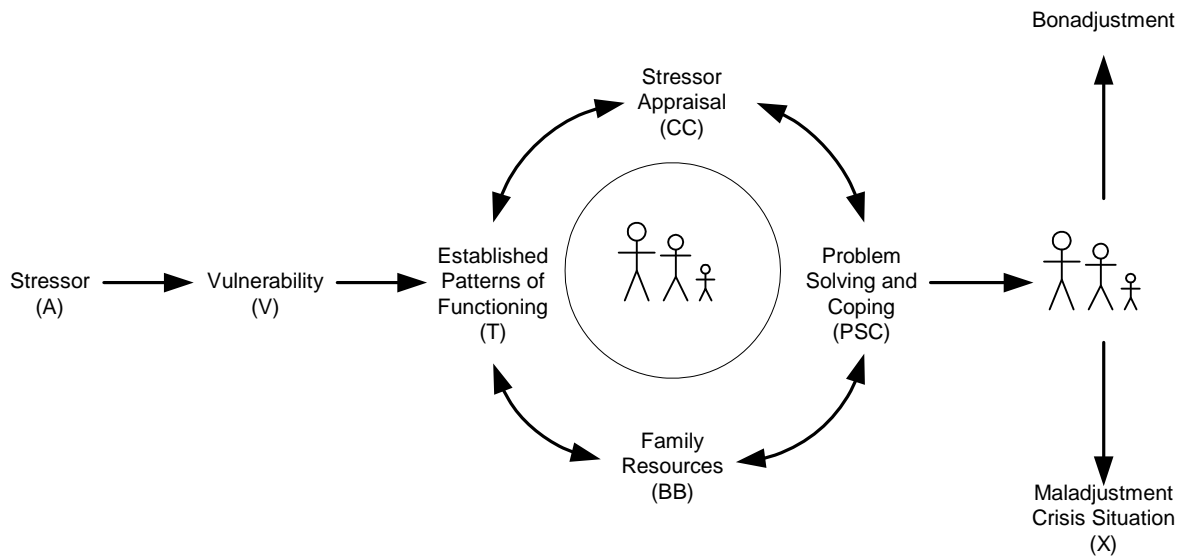 Bonadjustment
Stressor
Appraisal
(CC)
Stressor
(A)
Vulnerability
(V)
Established
Patterns of
Functioning
(T)
Problem
Solving and
Coping
(PSC)
Family
Resources
(BB)
Maladjustment
Crisis Situation
(X)